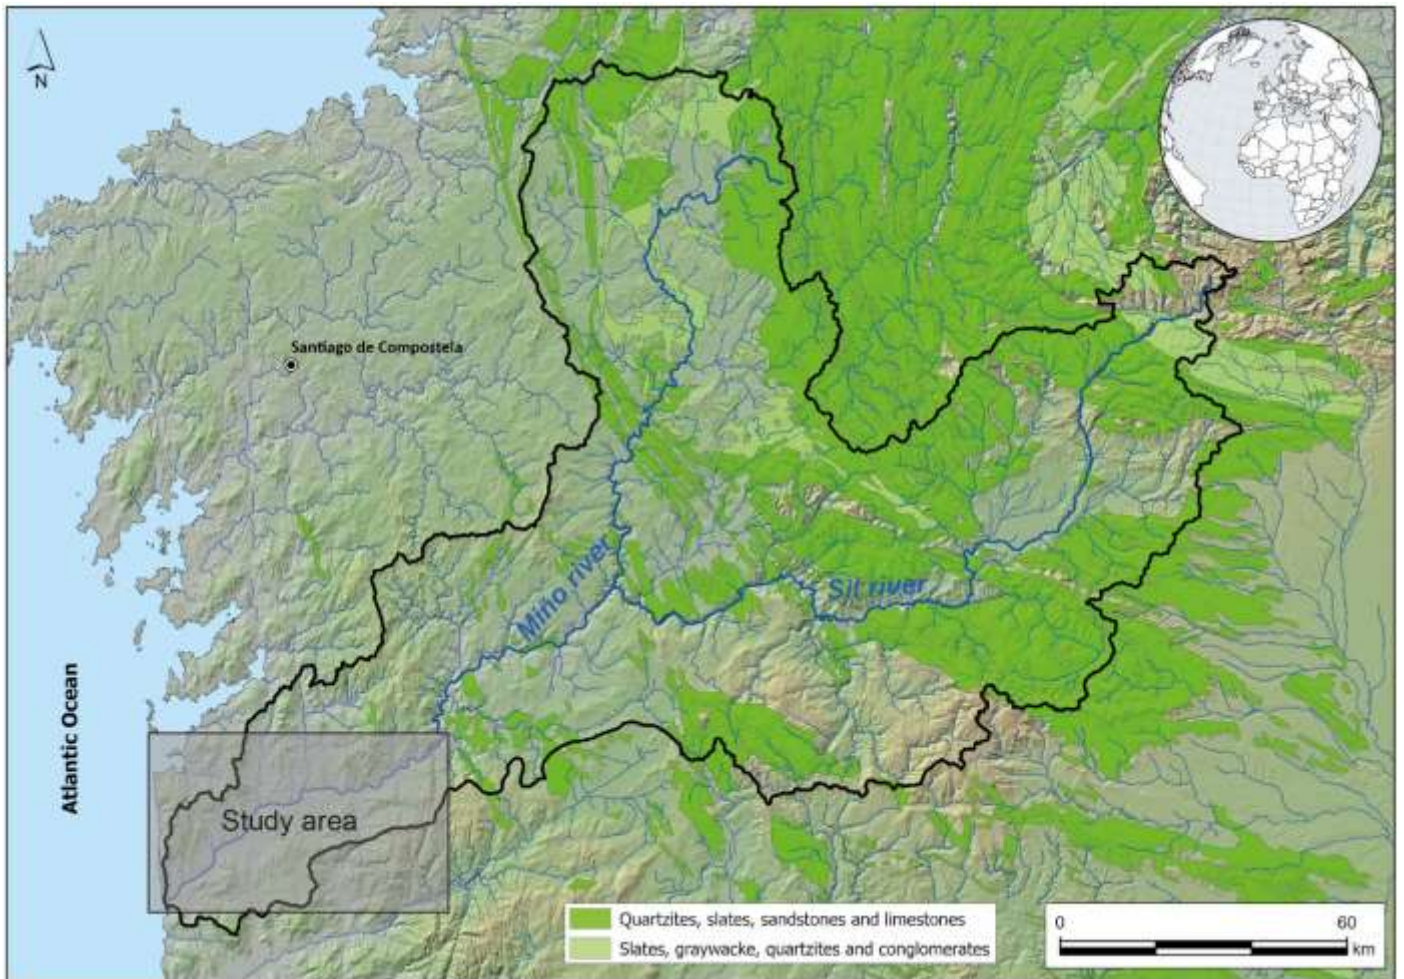 N
Santiago de Compostela
Miño river
Sil river
Atlantic Ocean
Study area
Quartzites, slates, sandstones and limestones
Slates, graywacke, quartzites and conglomerates
0 60
km